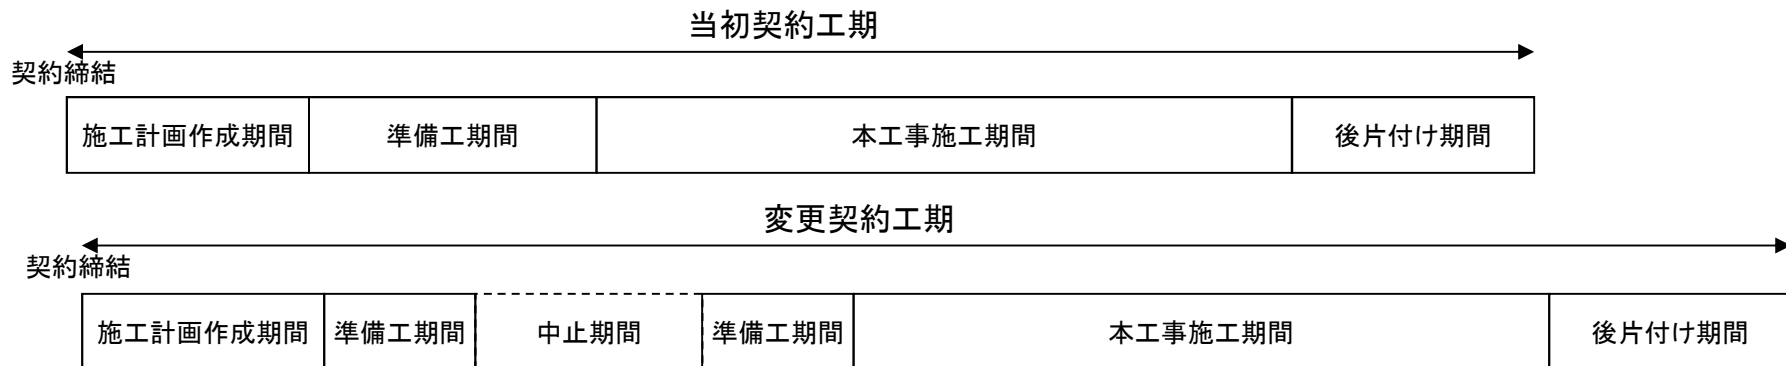 当初契約工期
契約締結
施工計画作成期間 準備工期間 本工事施工期間 後片付け期間
変更契約工期
契約締結
施工計画作成期間 準備工期間 中止期間 準備工期間 本工事施工期間 後片付け期間